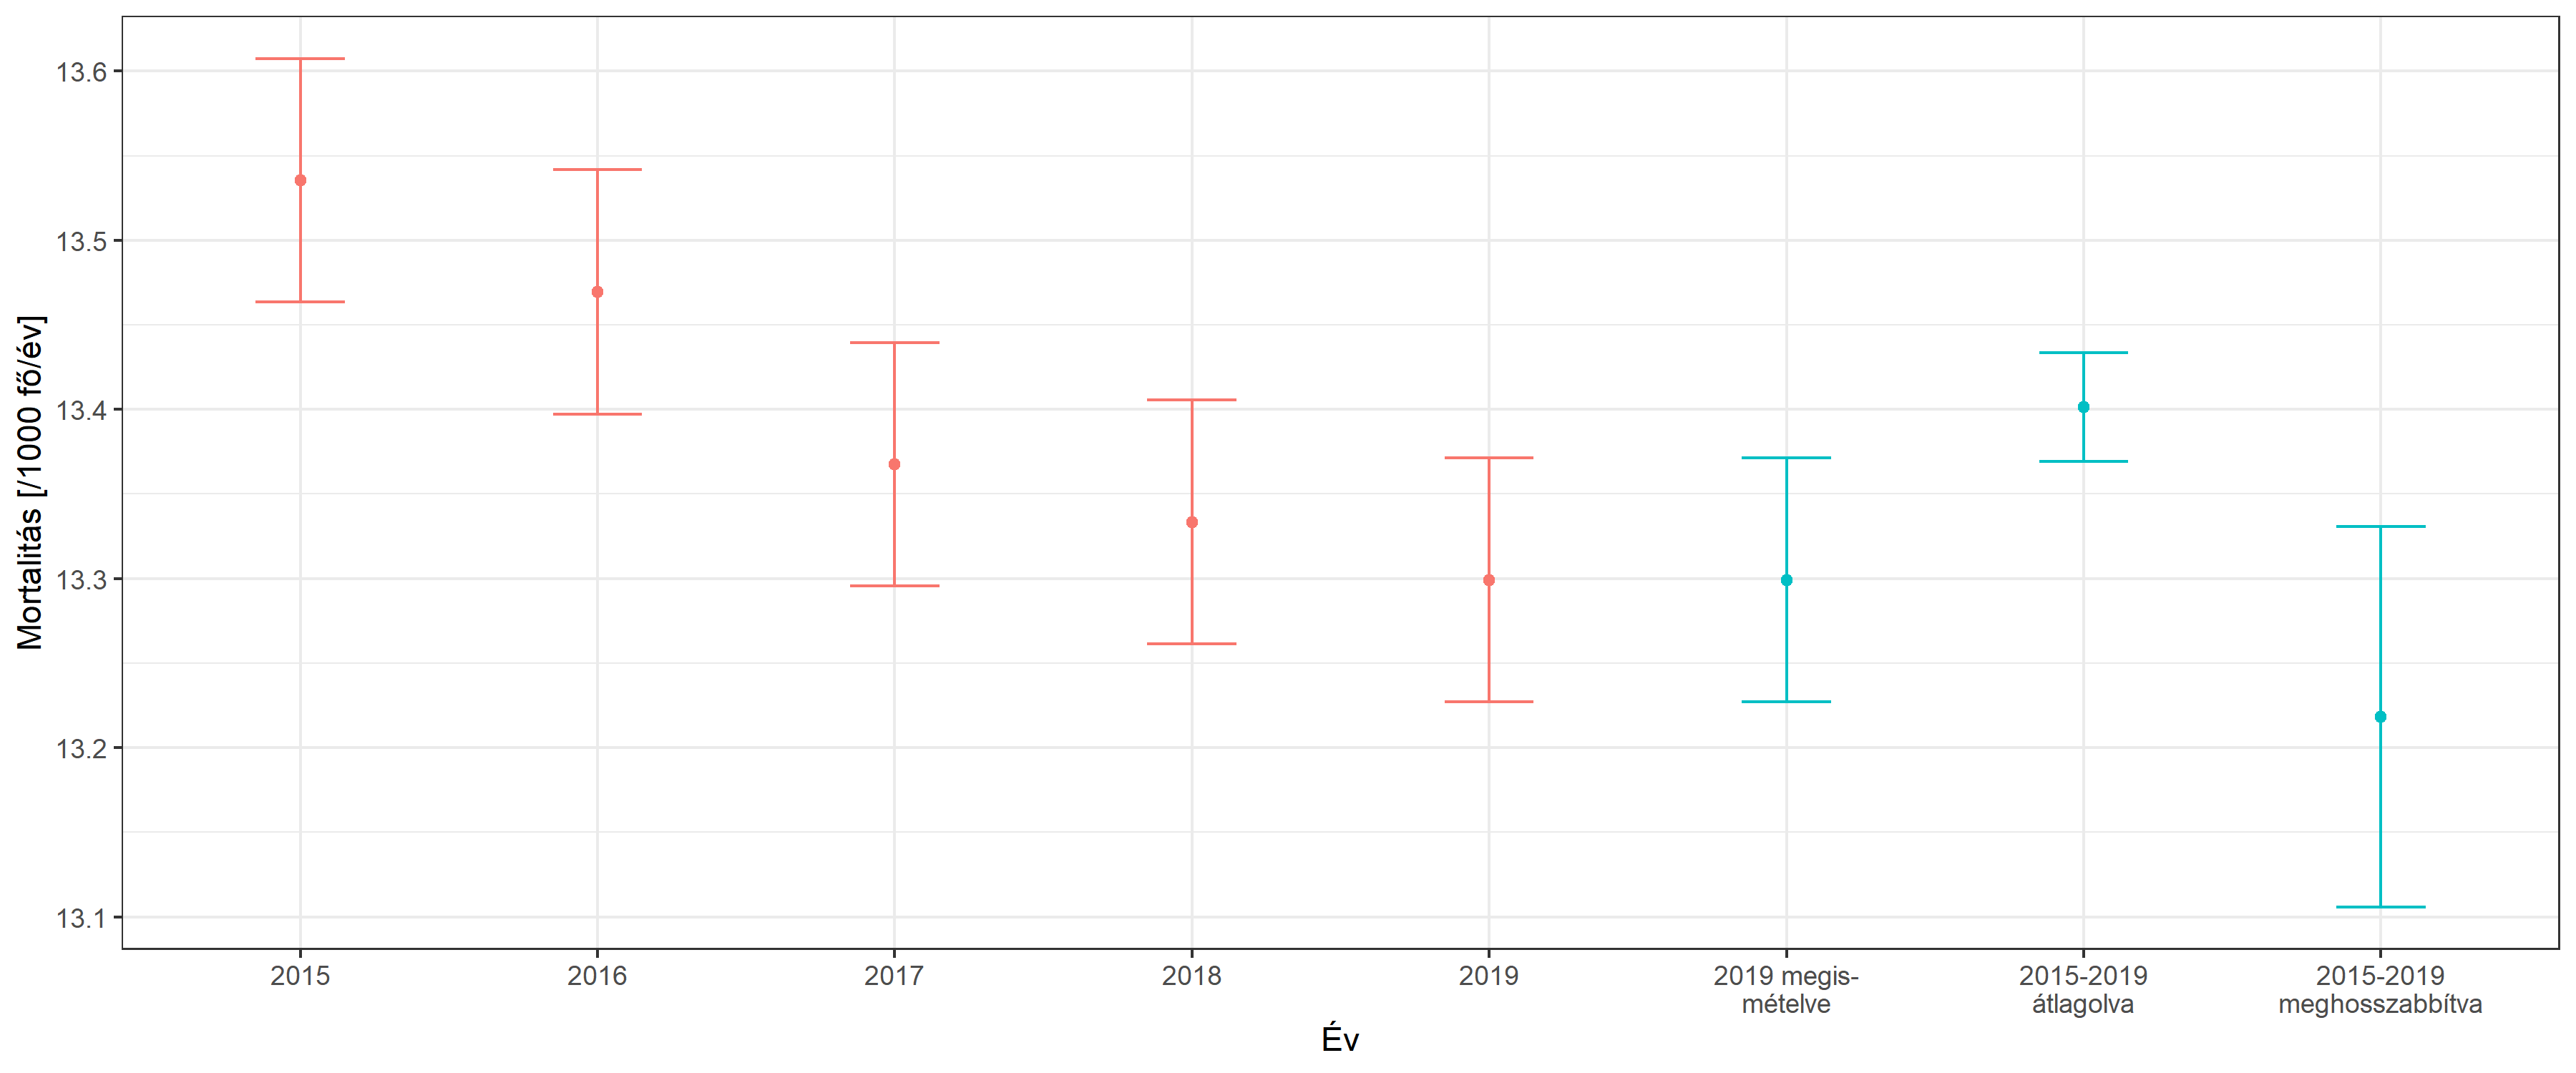 Mortalitás [/1000 fő/év]
13.6
13.5
13.4
13.3
13.2
13.1
2015
2016
2017
2018
2019
2019 megis-
mételve
2015-2019
átlagolva
2015-2019
meghosszabbítva
Év